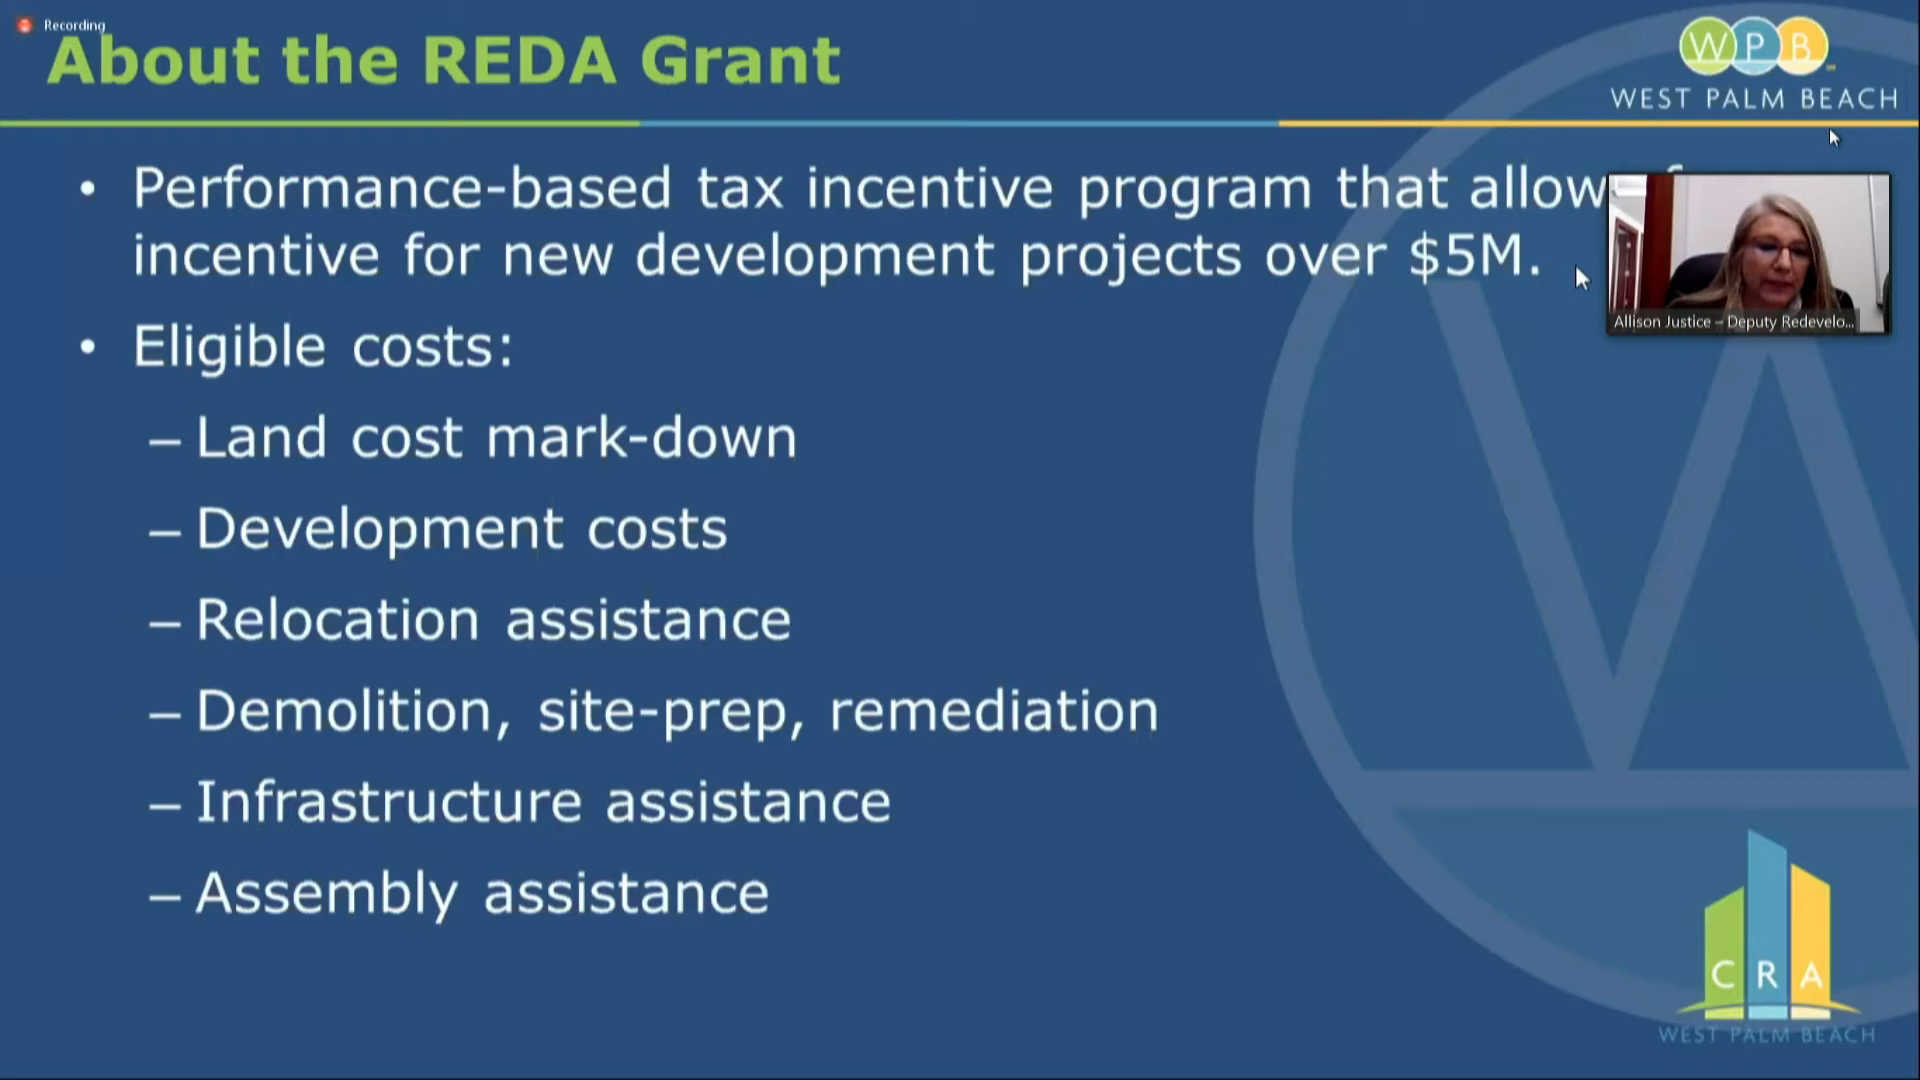 Recording
About the REDA Grant
W P B
WEST PALM BEACH
• Performance-based tax incentive program that allow
incentive for new development projects over $5M.
Allison Justice – Deputy Redevelo...
• Eligible costs:
– Land cost mark-down
– Development costs
– Relocation assistance
– Demolition, site-prep, remediation
– Infrastructure assistance
– Assembly assistance
C R A
WEST PALM BEACH